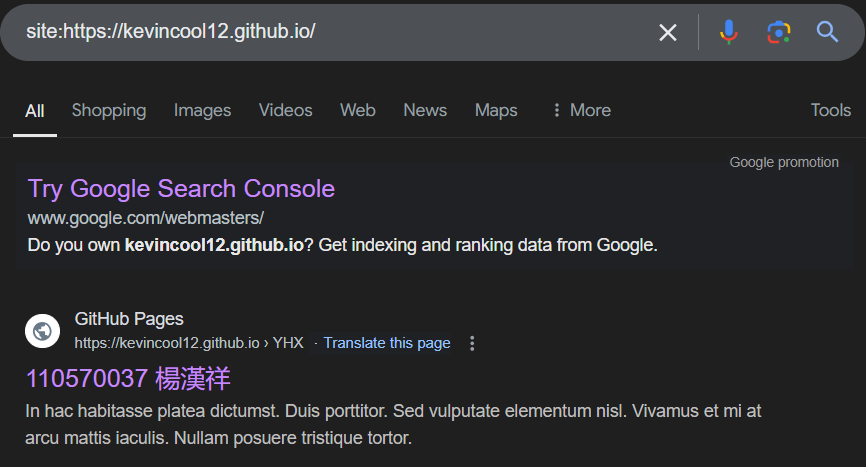 site:https://kevincool12.github.io/
All Shopping Images Videos Web News Maps More Tools
Google promotion
Try Google Search Console
www.google.com/webmasters/
Do you own kevincool12.github.io? Get indexing and ranking data from Google.
GitHub Pages
https://kevincool12.github.io › YHX · Translate this page
110570037 楊漢祥
In hac habitasse platea dictumst. Duis porttitor. Sed vulputate elementum nisl. Vivamus et mi at
arcu mattis iaculis. Nullam posuere tristique tortor.